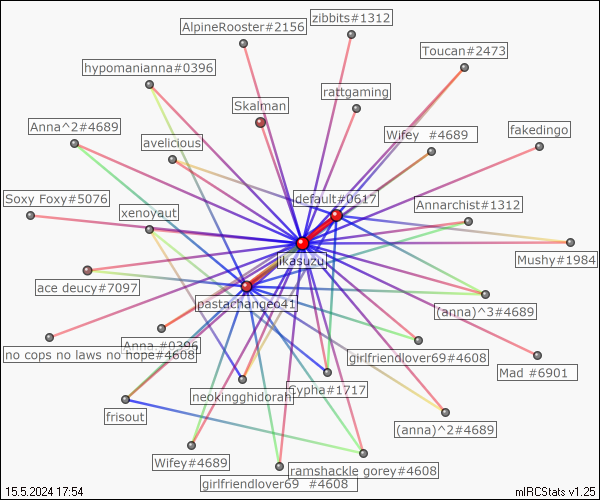 zibbits#1312
AlpineRooster#2156
Toucan#2473
hypomanianna#0396
rattgaming
Skalman
Anna^2#4689
Wifey #4689
fakedingo
avelicious
Soxy Foxy#5076
default#0617
Annarchist#1312
xenoyaut
ikasuzu
Mushy#1984
ace deucy#7097
pastachangeo41
(anna)^3#4689
Anna #0396
no cops no laws no hope#4608
girlfriendlover69#4608
Mad #6901
Cypha#1717
neokingghidorah
frisout
(anna)^2#4689
Wifey#4689
ramshackle gorey#4608
girlfriendlover69 #4608
15.5.2024 17:54
mIRCStats v1.25